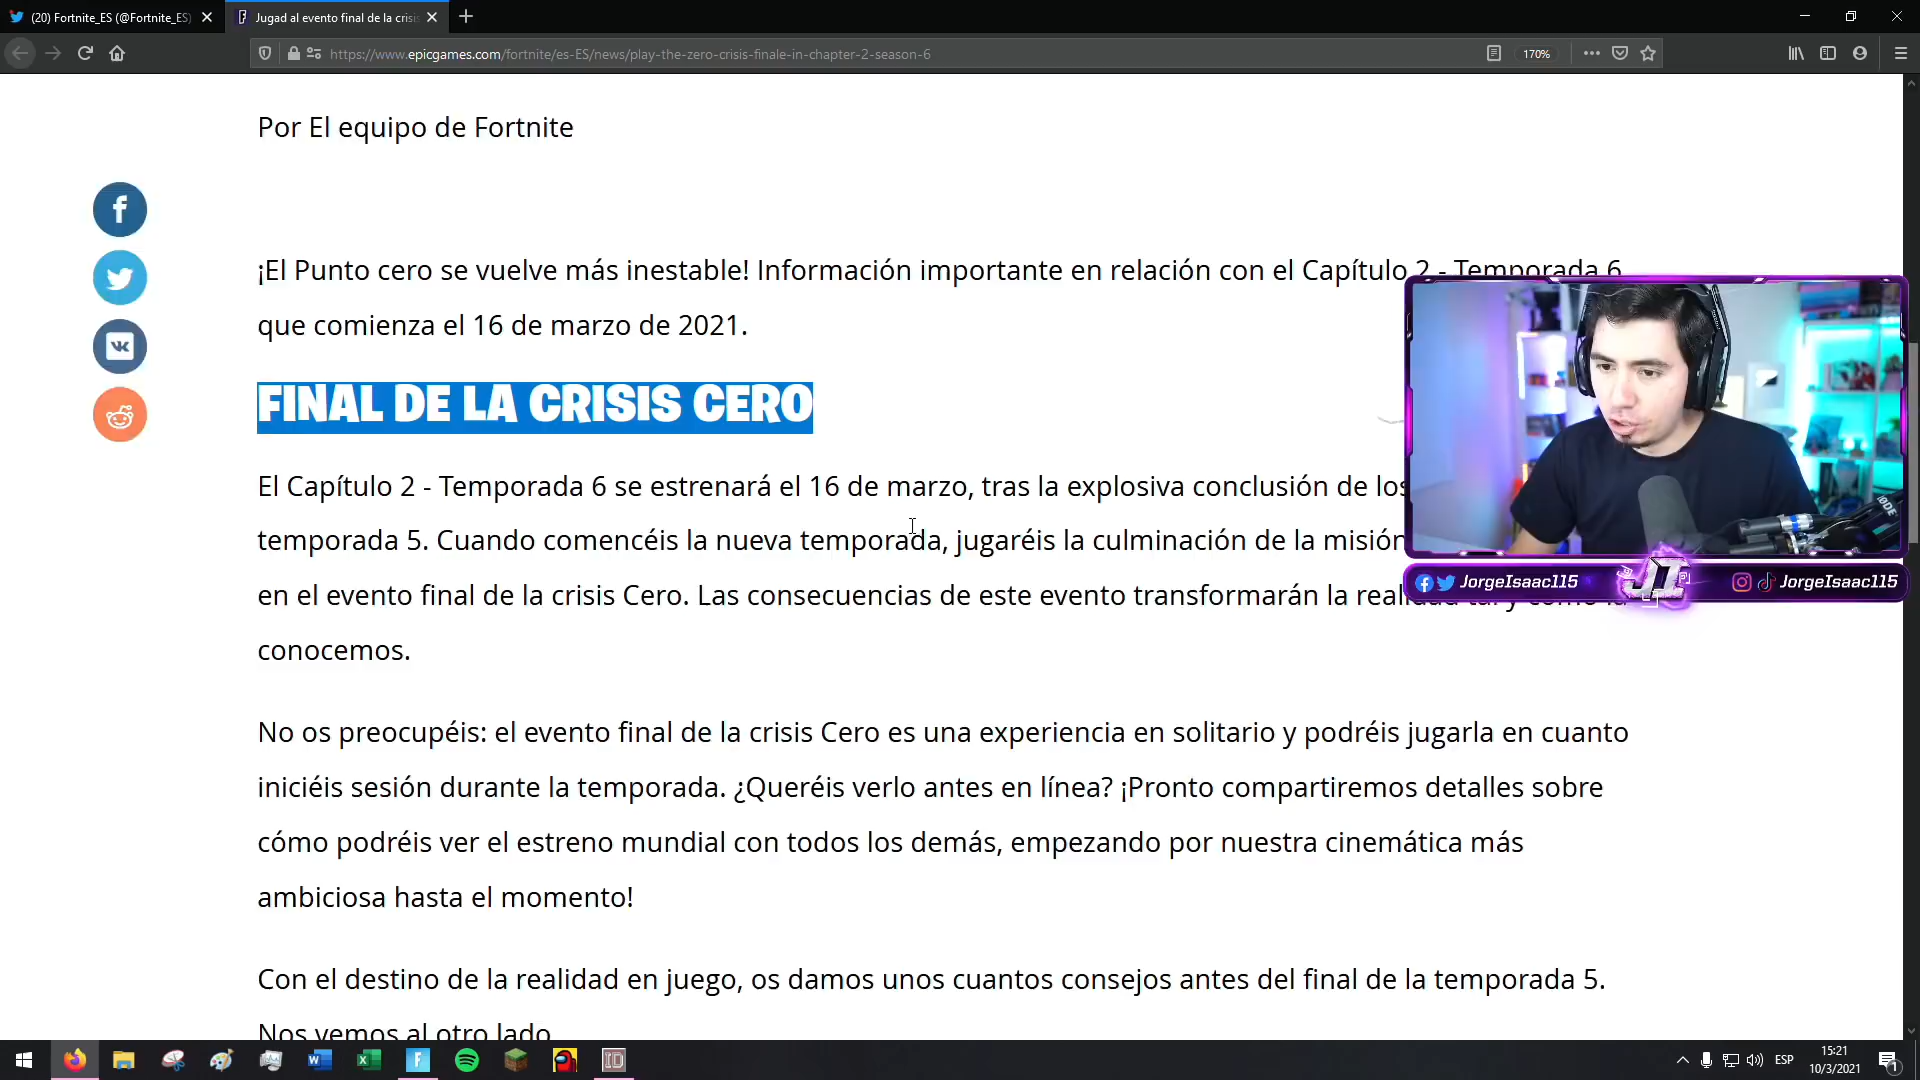 (20) Fortnite_ES (@Fortnite_ES)
Jugad al evento final de la cris
https://www.epicgames.com/fortnite/es-ES/news/play-the-zero-crisis-finale-in-chapter-2-season-6
170%
Por El equipo de Fortnite
¡El Punto cero se vuelve más inestable! Información importante en relación con el Capítulo 2 - Temporada 6
que comienza el 16 de marzo de 2021.
FINAL DE LA CRISIS CERO
El Capítulo 2 - Temporada 6 se estrenará el 16 de marzo, tras la explosiva conclusión de los
temporada 5. Cuando comencéis la nueva temporada, jugaréis la culminación de la misión
en el evento final de la crisis Cero. Las consecuencias de este evento transformarán la realidad tal y como la
conocemos.
No os preocupéis: el evento final de la crisis Cero es una experiencia en solitario y podréis jugarla en cuanto
iniciéis sesión durante la temporada. ¿Queréis verlo antes en línea? ¡Pronto compartiremos detalles sobre
cómo podréis ver el estreno mundial con todos los demás, empezando por nuestra cinemática más
ambiciosa hasta el momento!
Con el destino de la realidad en juego, os damos unos cuantos consejos antes del final de la temporada 5.
Nos vemos al otro lado
JorgeIsaac115
JI
JorgeIsaac115
RODE
ESP
15:21
10/3/2021
1